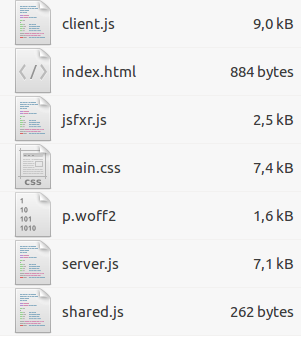 client.js 9,0 kB
</> index.html 884 bytes
jsfxr.js 2,5 kB
CSS main.css 7,4 kB
1
10
101
1010
p.woff2 1,6 kB
server.js 7,1 kB
shared.js 262 bytes